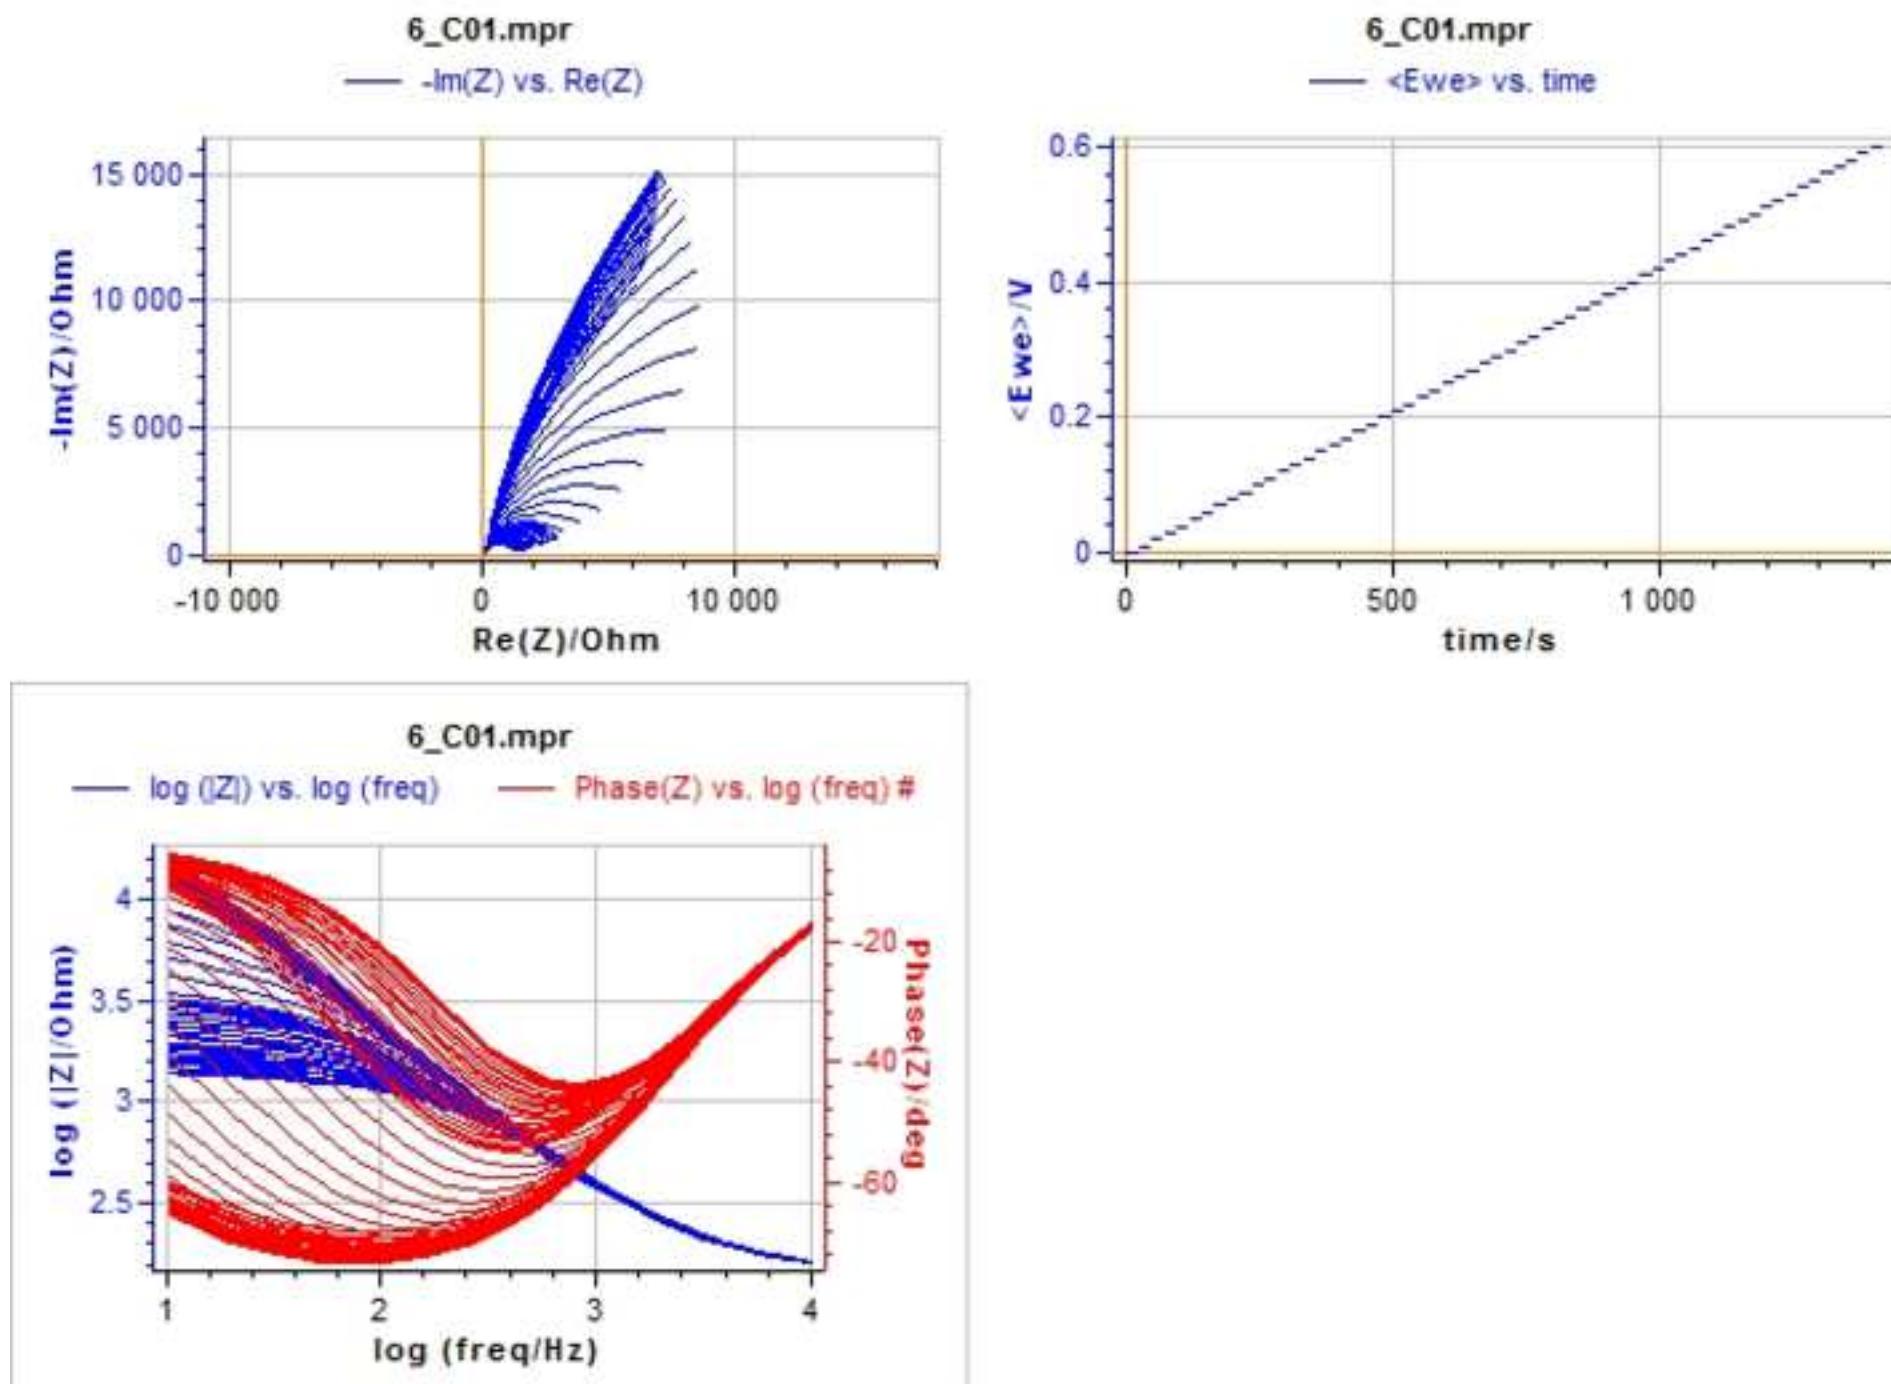 6_C01.mpr
-Im(Z) vs. Re(Z)
15 000
10 000
5 000
0
-Im(Z)/Ohm
-10 000
0
10 000
Re(Z)/Ohm
6_C01.mpr
<Ewe> vs. time
0.6
0.4
0.2
0
<Ewe>/V
0
500
1 000
time/s
6_C01.mpr
log (|Z|) vs. log (freq)
Phase(Z) vs. log (freq) #
4
3.5
3
2.5
log (|Z|/Ohm)
-20
-40
-60
Phase(Z)/deg
1
2
3
4
log (freq/Hz)